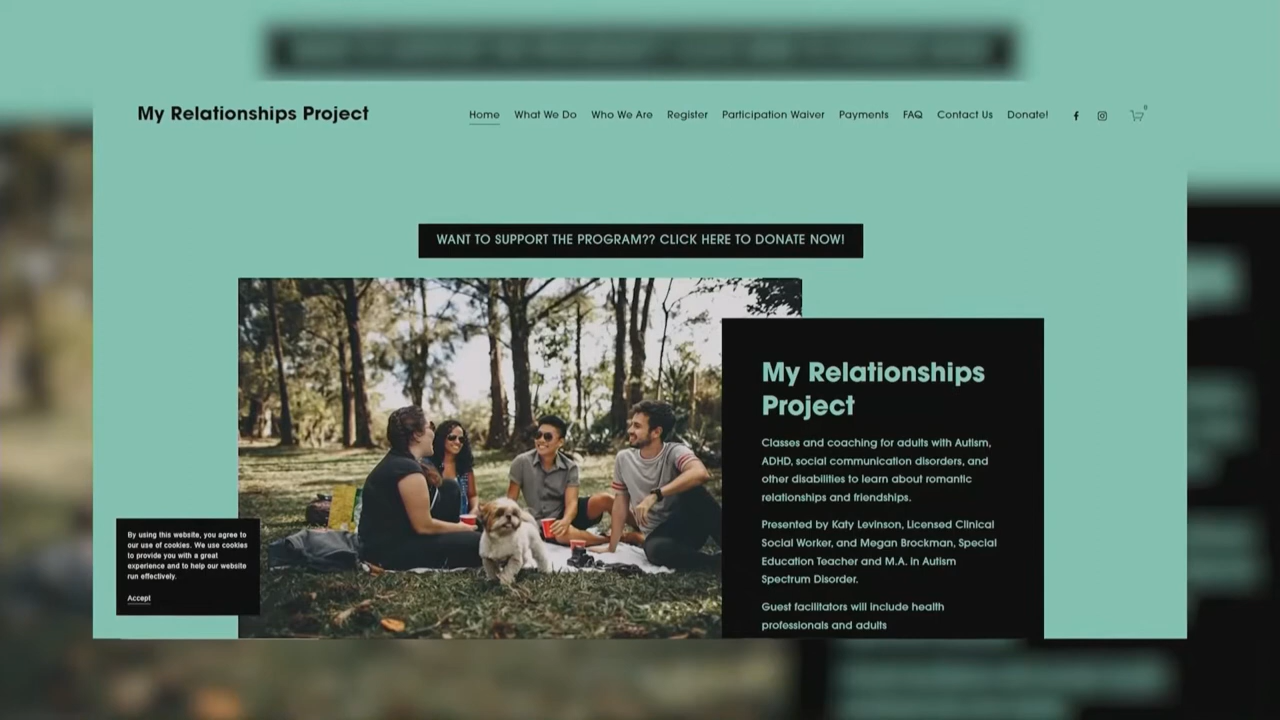 My Relationships Project
Home What We Do Who We Are Register Participation Waiver Payments FAQ Contact Us Donate!
0
WANT TO SUPPORT THE PROGRAM?? CLICK HERE TO DONATE NOW!
My Relationships
Project
Classes and coaching for adults with Autism,
ADHD, social communication disorders, and
other disabilities to learn about romantic
relationships and friendships.
Presented by Katy Levinson, Licensed Clinical
Social Worker, and Megan Brockman, Special
Education Teacher and M.A. in Autism
Spectrum Disorder.
Guest facilitators will include health
professionals and adults
By using this website, you agree to
our use of cookies. We use cookies
to provide you with a great
experience and to help our website
run effectively.
Accept